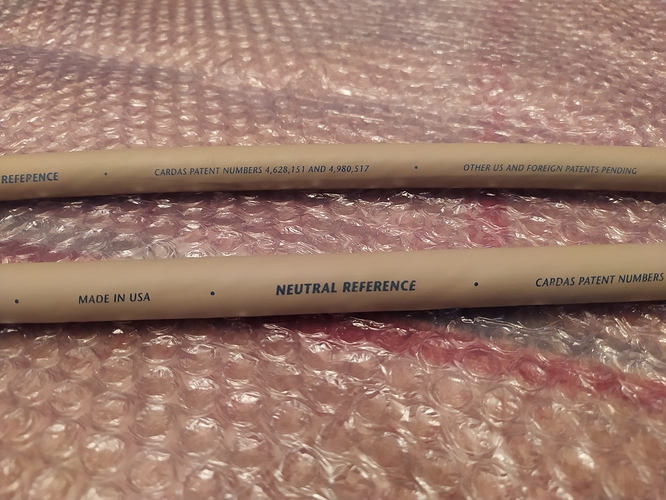 REFERENCE • CARDAS PATENT NUMBERS 4,628,151 AND 4,980,517 • OTHER US AND FOREIGN PATENTS PENDING
• MADE IN USA • NEUTRAL REFERENCE • CARDAS PATENT NUMBERS